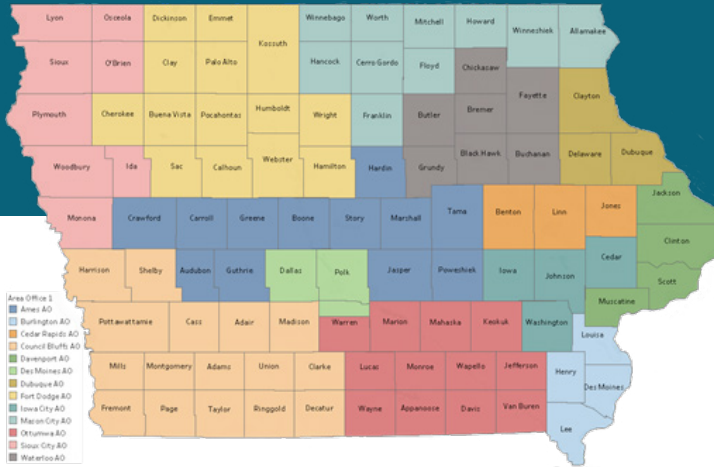 Lyon Osceola Dickinson Emmet Winnebago Worth Mitchell Howard Winneshiek Allamakee
Kossuth
Sioux O'Brien Clay Palo Alto Hancock Cerro Gordo Floyd Chickasaw
Plymouth Cherokee Buena Vista Pocahontas Humboldt Wright Franklin Butler Bremer Fayette Clayton
Woodbury Ida Sac Calhoun Webster Hamilton Hardin Grundy Black Hawk Buchanan Delaware Dubuque
Jackson
Monona Crawford Carroll Greene Boone Story Marshall Tama Benton Linn Jones
Clinton
Harrison Shelby Audubon Guthrie Dallas Polk Jasper Poweshiek Iowa Johnson Cedar
Scott
Muscatine
Pottawattamie Cass Adair Madison Warren Marion Mahaska Keokuk Washington
Louisa
Mills Montgomery Adams Union Clarke Lucas Monroe Wapello Jefferson Henry
Des Moines
Fremont Page Taylor Ringgold Decatur Wayne Appanoose Davis Van Buren
Lee
Area Office 1
Ames AO
Burlington AO
Cedar Rapids AO
Council Bluffs AO
Davenport AO
Des Moines AO
Dubuque AO
Fort Dodge AO
Iowa City AO
Mason City AO
Ottumwa AO
Sioux City AO
Waterloo AO